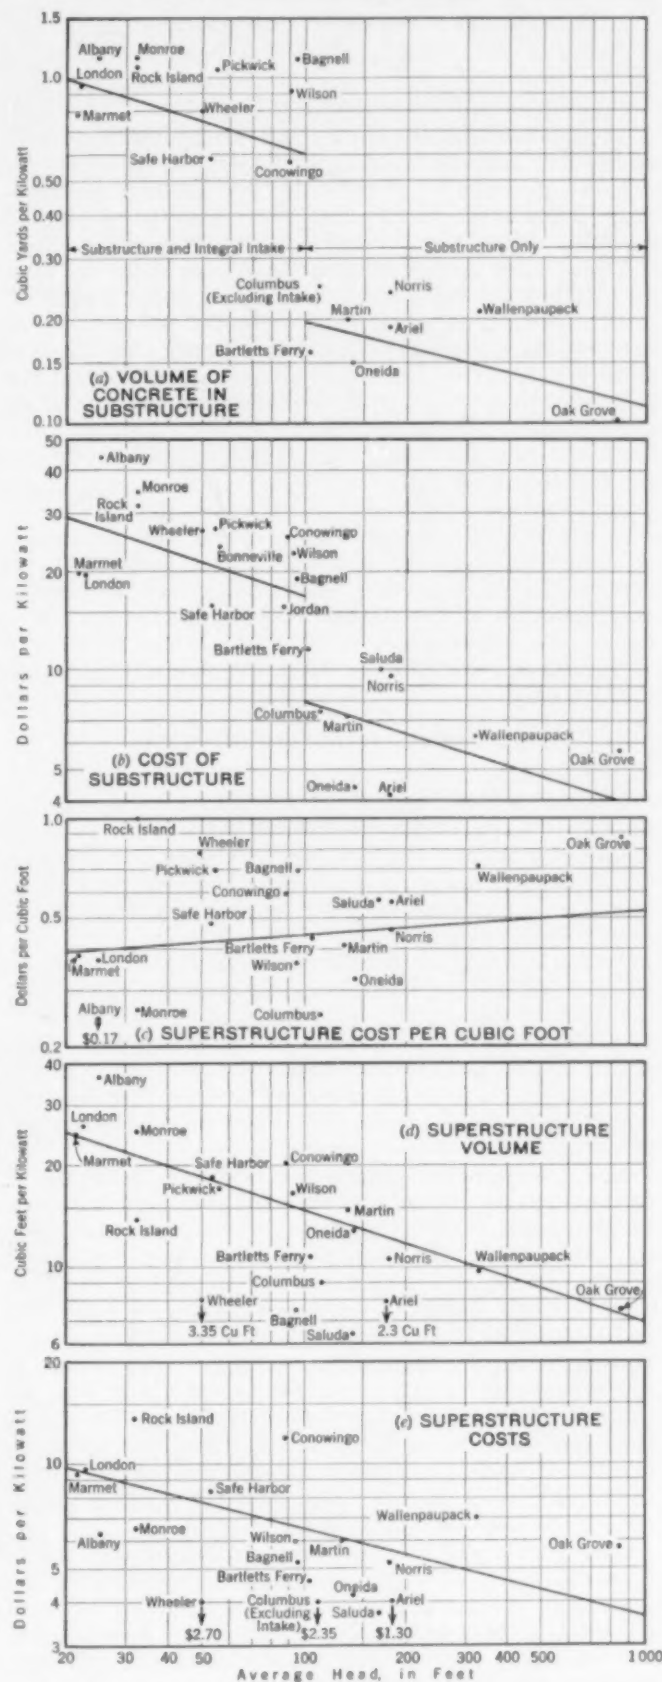 1.5
Albany
Monroe
Bagnell
Pickwick
London
Rock Island
1.0
Wilson
Wheeler
Marmet
Safe Harbor
Conowingo
0.50
0.40
0.30
0.20
0.15
0.10
Cubic Yards per Kilowatt
Substructure and Integral Intake
Substructure Only
Columbus
(Excluding Intake)
Norris
Martin
Wallenpaupack
Ariel
Bartletts Ferry
Oneida
(a) VOLUME OF
CONCRETE IN
SUBSTRUCTURE
Oak Grove
50
40
30
20
10
5
4
Dollars per Kilowatt
Albany
Monroe
Rock
Island
Wheeler
Pickwick
Conowingo
Bonneville
Wilson
Marmet
London
Bagnell
Safe Harbor
Jordan
Bartletts Ferry
Saluda
Norris
Columbus
Martin
Wallenpaupack
Oak Grove
(b) COST OF
SUBSTRUCTURE
Oneida
Ariel
1.0
0.5
0.2
Dollars per Cubic Foot
Rock Island
Wheeler
Oak Grove
Pickwick
Bagnell
Wallenpaupack
Conowingo
Saluda
Ariel
Safe Harbor
Bartletts Ferry
Norris
Martin
London
Marmet
Wilson
Oneida
Albany
Monroe
Columbus
$0.17
(c) SUPERSTRUCTURE COST PER CUBIC FOOT
40
30
20
10
6
Cubic Feet per Kilowatt
Albany
London
Monroe
(d) SUPERSTRUCTURE
VOLUME
Marmet
Safe Harbor
Conowingo
Pickwick
Wilson
Rock Island
Martin
Oneida
Bartletts Ferry
Norris
Wallenpaupack
Columbus
Oak Grove
Wheeler
Ariel
Bagnell
3.35 Cu Ft
Saluda
2.3 Cu Ft
20
10
5
4
3
Dollars per Kilowatt
Rock Island
(e) SUPERSTRUCTURE
COSTS
Conowingo
London
Marmet
Safe Harbor
Wallenpaupack
Albany
Monroe
Wilson
Martin
Oak Grove
Bagnell
Norris
Bartletts Ferry
Oneida
Wheeler
Columbus
(Excluding
Intake)
Ariel
Saluda
$2.70
$2.35
$1.30
20 30 40 50 100 200 300 400 500 1000
Average Head, in Feet